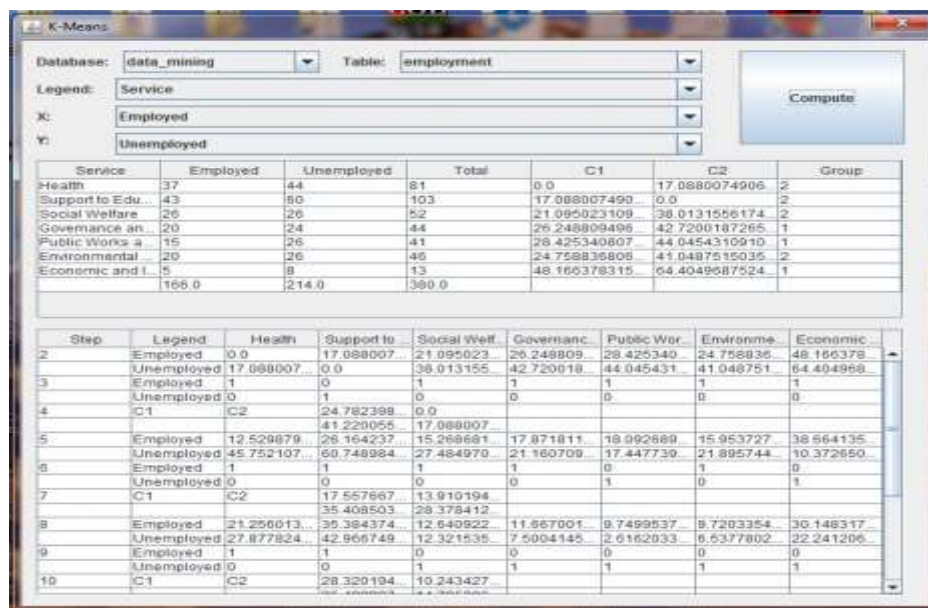 K-Means
Database: data_mining Table: employment
Legend: Service
Compute
X: Employed
Y: Unemployed
Service Employed Unemployed Total C1 C2 Group
Health 37 44 81 0.0 17.0880074906... 2
Support to Edu... 43 60 103 17.088007490... 0.0 2
Social Welfare 26 26 52 21.095023109... 38.0131556174... 2
Governance an... 20 24 44 26.248809496... 42.7200187265... 1
Public Works a... 15 26 41 28.425340807... 44.0454310910... 1
Environmental ... 20 26 46 24.758836806... 41.0487515035... 2
Economic and I... 5 8 13 48.166378315... 64.4049687524... 1
166.0 214.0 380.0
Step Legend Health Support to ... Social Welf... Governanc... Public Wor... Environme... Economic ...
2 Employed 0.0 17.088007... 21.095023... 26.248809... 28.425340... 24.758836... 48.166378...
Unemployed 17.088007... 0.0 38.013155... 42.720018... 44.045431... 41.048751... 64.404968...
3 Employed 1 0 1 1 1 1 1
Unemployed 0 1 0 0 0 0 0
4 C1 C2 24.782398... 0.0
41.220055... 17.088007...
5 Employed 12.529879... 26.164237... 15.268681... 17.871811... 18.092689... 15.953727... 38.564135...
Unemployed 45.752107... 60.748984... 27.484970... 21.160709... 17.447739... 21.895744... 10.372650...
6 Employed 1 1 1 1 0 1 0
Unemployed 0 0 0 0 1 0 1
7 C1 C2 17.557667... 13.910194...
35.408503... 28.378412...
8 Employed 21.256013... 35.384374... 12.640922... 11.667001... 9.7499537... 9.7203354... 30.148317...
Unemployed 27.877824... 42.966749... 12.321535... 7.5004145... 2.6162033... 6.5377802... 22.241206...
9 Employed 1 1 0 0 0 0 0
Unemployed 0 0 1 1 1 1 1
10 C1 C2 28.320194... 10.243427...